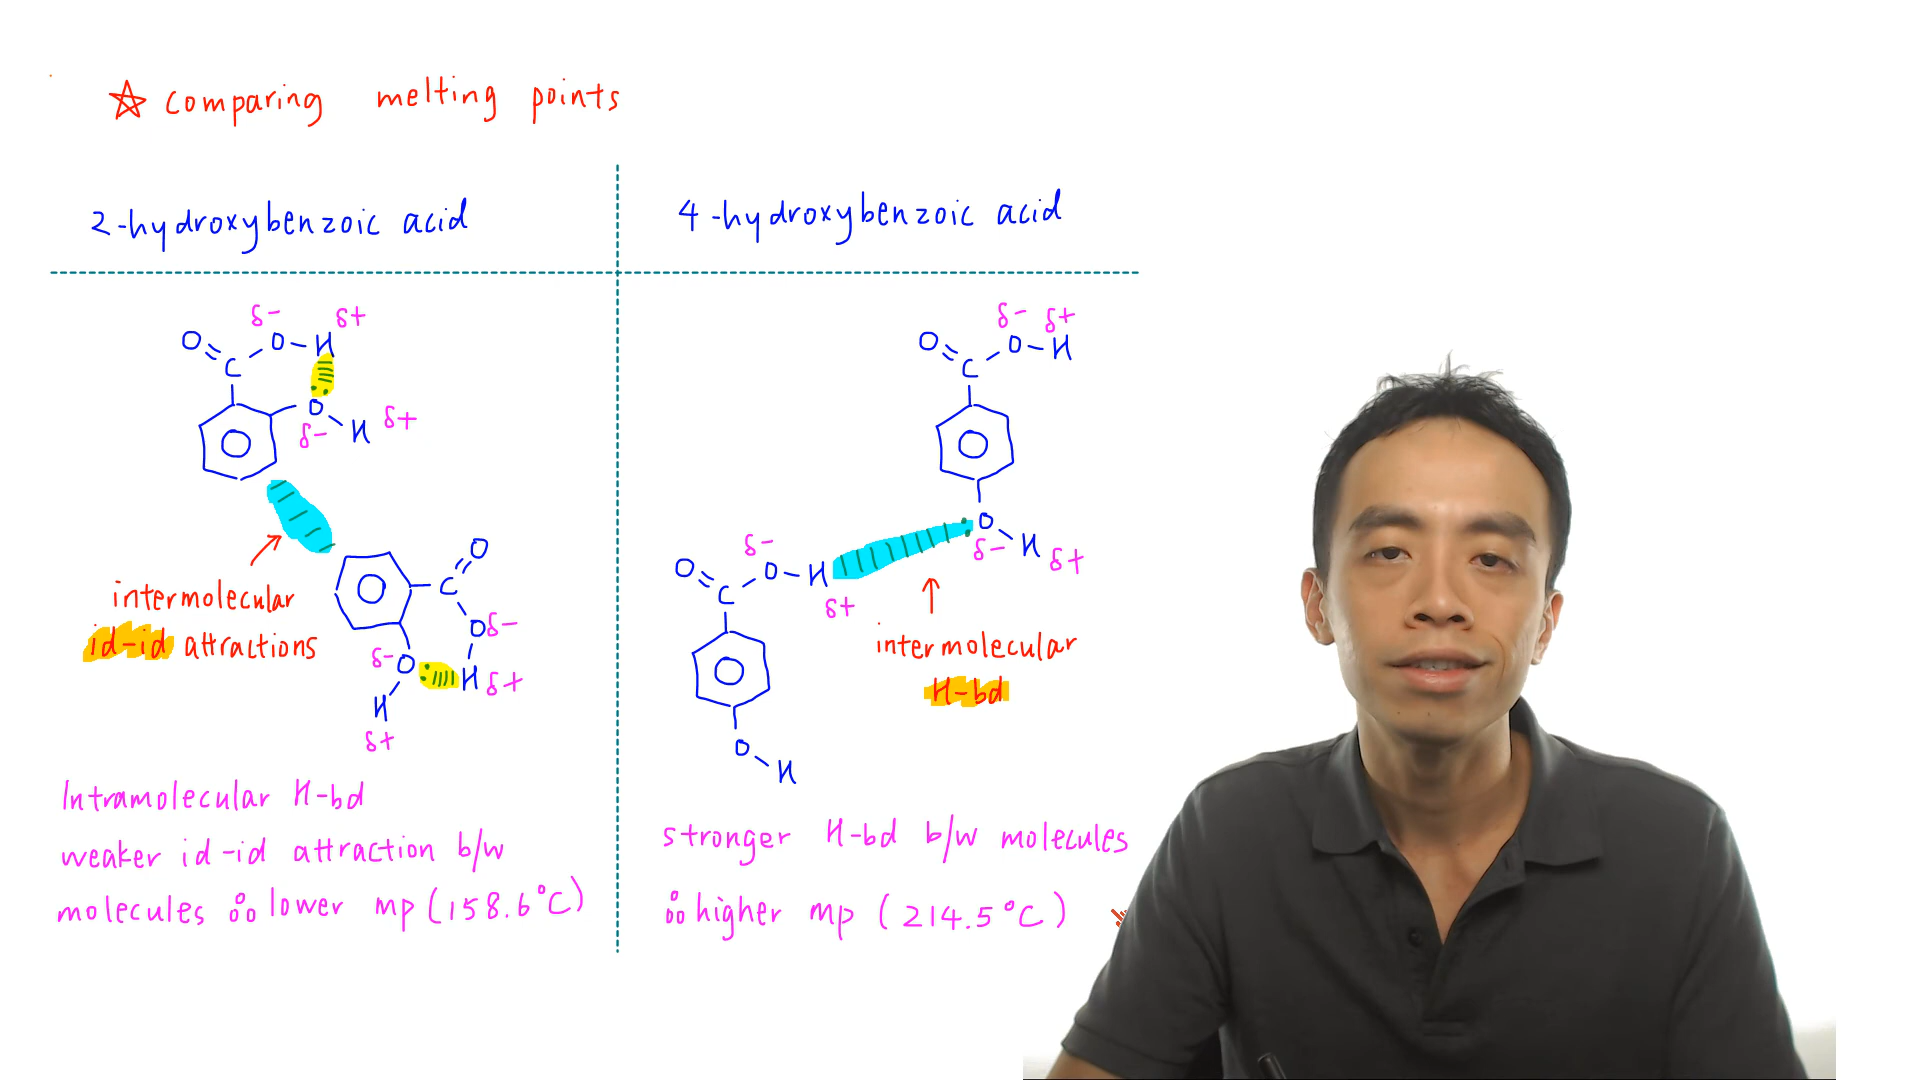 ☆ comparing melting points
2-hydroxybenzoic acid
4-hydroxybenzoic acid
δ- δ+
O O-H
C
O
δ- H δ+
intermolecular
id-id attractions
O
C
Oδ-
δ- O H δ+
H
δ+
Intramolecular H-bd
weaker id-id attraction b/w
molecules ∴ lower mp (158.6°C)
δ- δ+
O O-H
C
O
δ- H δ+
δ-
O O-H
C δ+
intermolecular
H-bd
O
H
stronger H-bd b/w molecules
∴ higher mp (214.5°C)